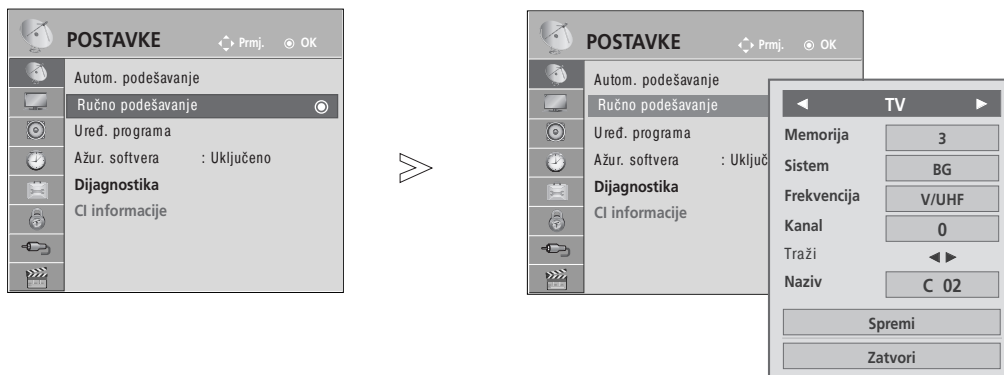 POSTAVKE Prmj. OK
Autom. podešavanje
Ručno podešavanje
Uređ. programa
Ažur. softvera : Uključeno
Dijagnostika
CI informacije
POSTAVKE Prmj. OK
Autom. podešavanje
Ručno podešavanje
Uređ. programa
Ažur. softvera : Uključ
Dijagnostika
CI informacije
◄ TV ►
Memorija 3
Sistem BG
Frekvencija V/UHF
Kanal 0
Traži ◄ ►
Naziv C 02
Spremi
Zatvori